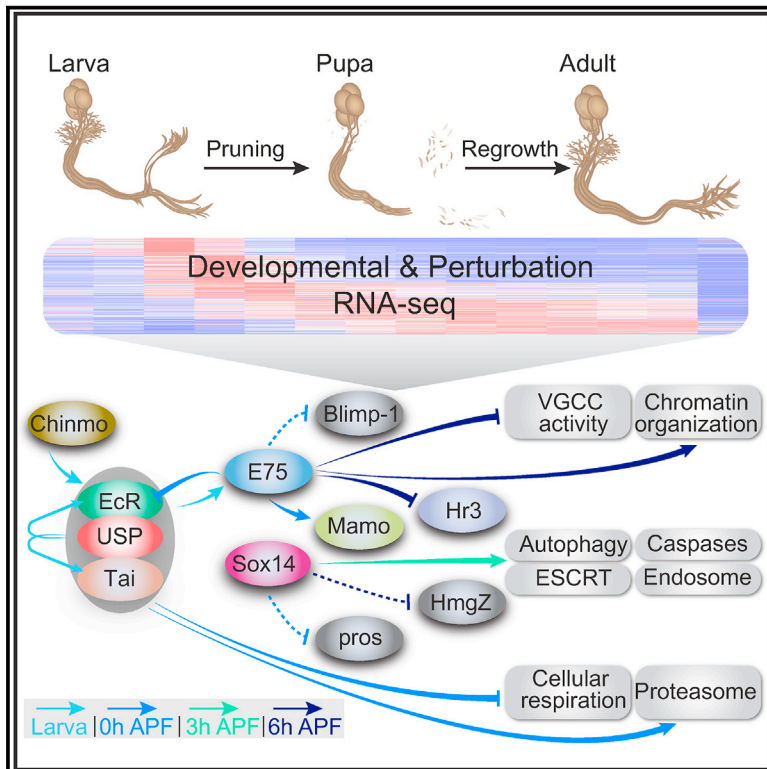 Larva
Pupa
Adult
Pruning
Regrowth
Developmental & Perturbation
RNA-seq
Chinmo
EcR
USP
Tai
E75
Sox14
Blimp-1
Mamo
Hr3
HmgZ
pros
VGCC
activity
Chromatin
organization
Autophagy
Caspases
ESCRT
Endosome
Cellular
respiration
Proteasome
Larva | 0h APF | 3h APF | 6h APF